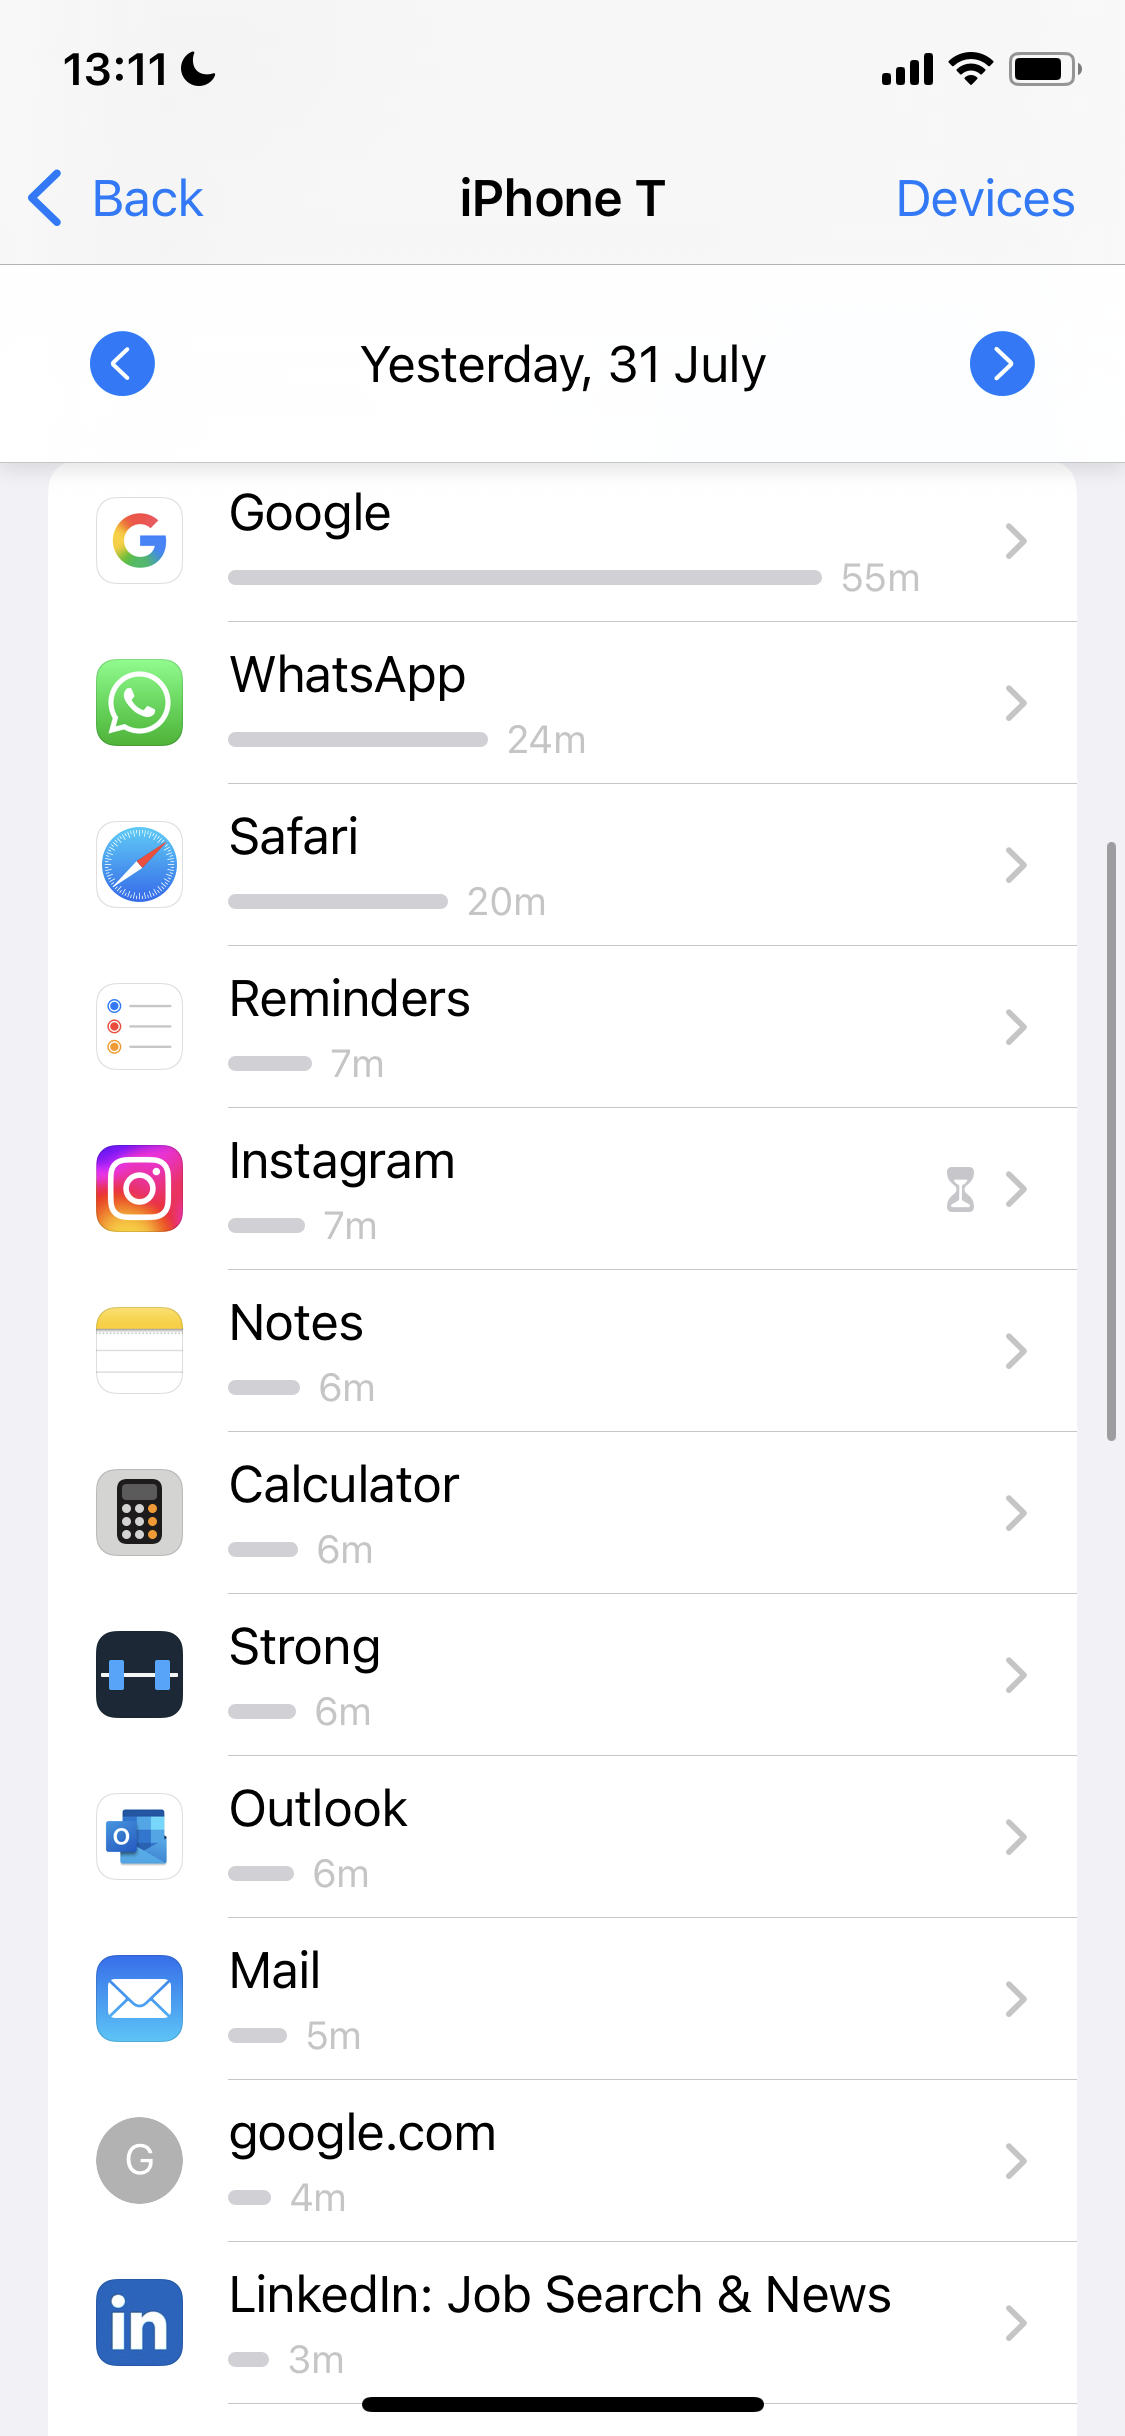 13:11
Back iPhone T Devices
Yesterday, 31 July
G Google
55m
WhatsApp
24m
Safari
20m
Reminders
7m
Instagram
7m
Notes
6m
Calculator
6m
Strong
6m
O Outlook
6m
Mail
5m
G google.com
4m
in LinkedIn: Job Search & News
3m